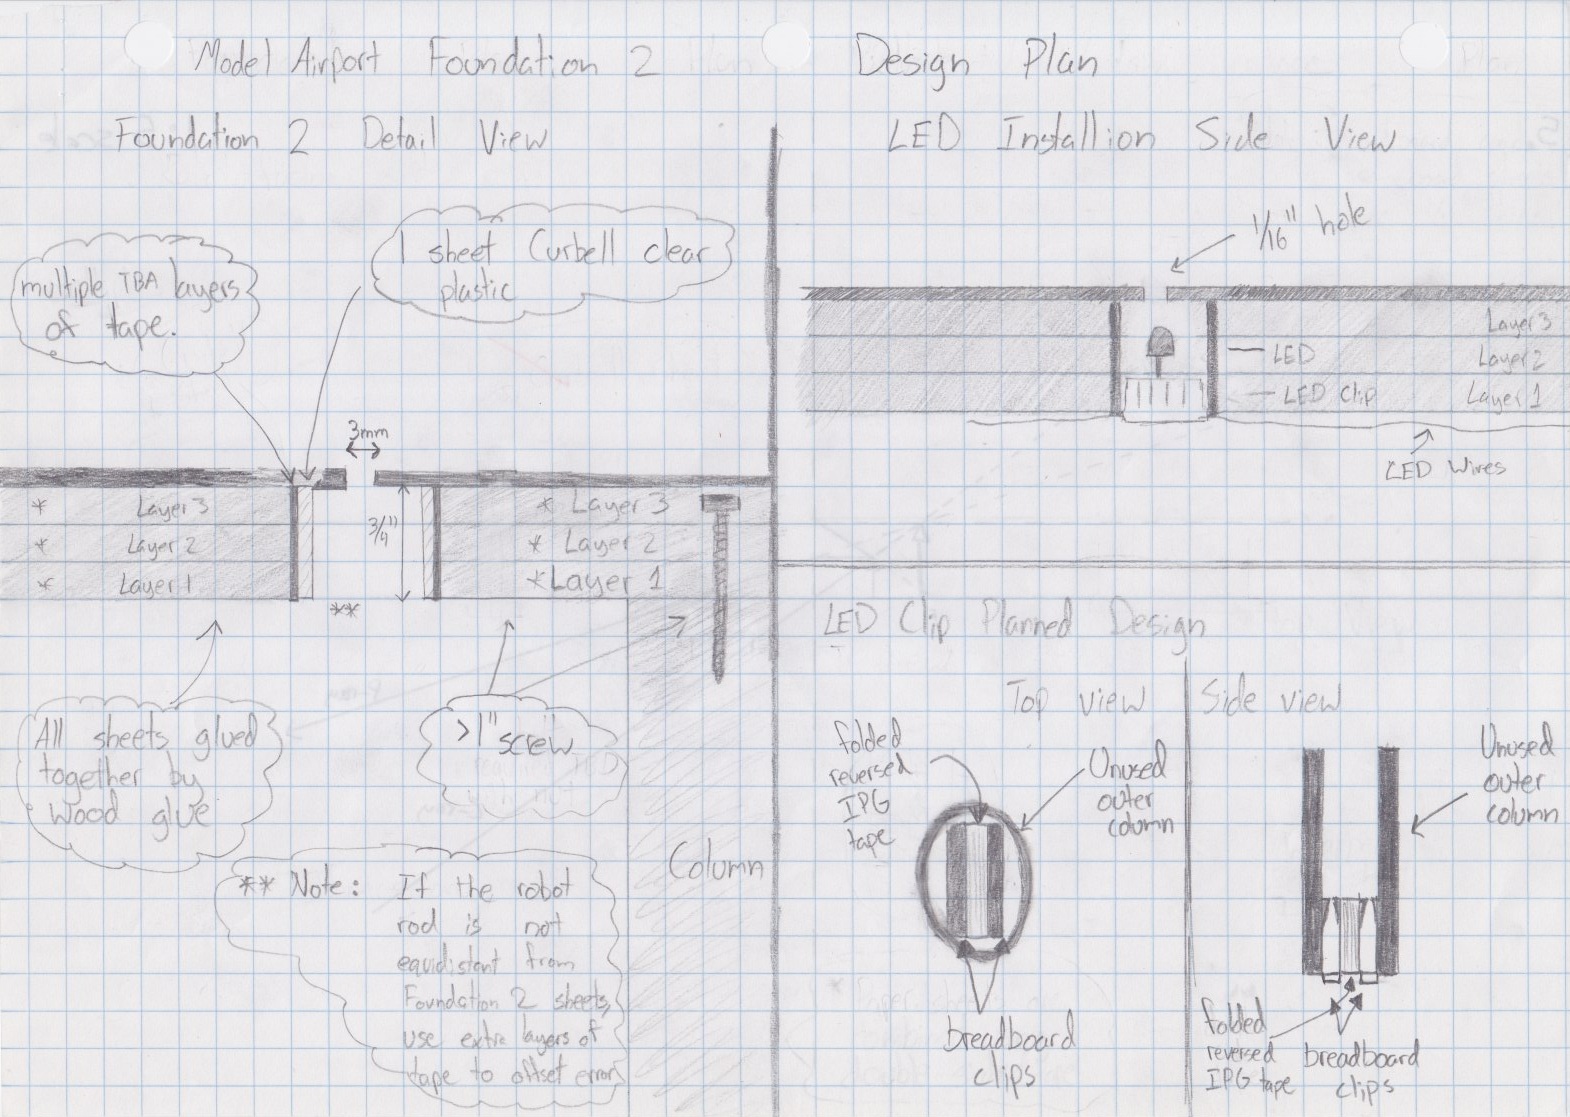 Model Airport Foundation 2 Design Plan
Foundation 2 Detail View
multiple TBA layers
of tape.
1 sheet Curbell clear
plastic
3mm
* Layer 3
* Layer 2
* Layer 1
3/4"
* Layer 3
* Layer 2
* Layer 1
**
All sheets glued
together by
Wood glue
>1" screw
Column
** Note: If the robot
rod is not
equidistant from
Foundation 2 sheets,
use extra layers of
tape to offset error
LED Installion Side View
1/16" hole
Layer 3
LED
Layer 2
LED Clip
Layer 1
LED Wires
LED Clip Planned Design
Top view
folded
reversed
IPG
tape
Unused
outer
column
breadboard
clips
Side view
Unused
outer
column
folded
reversed
IPG tape
breadboard
clips